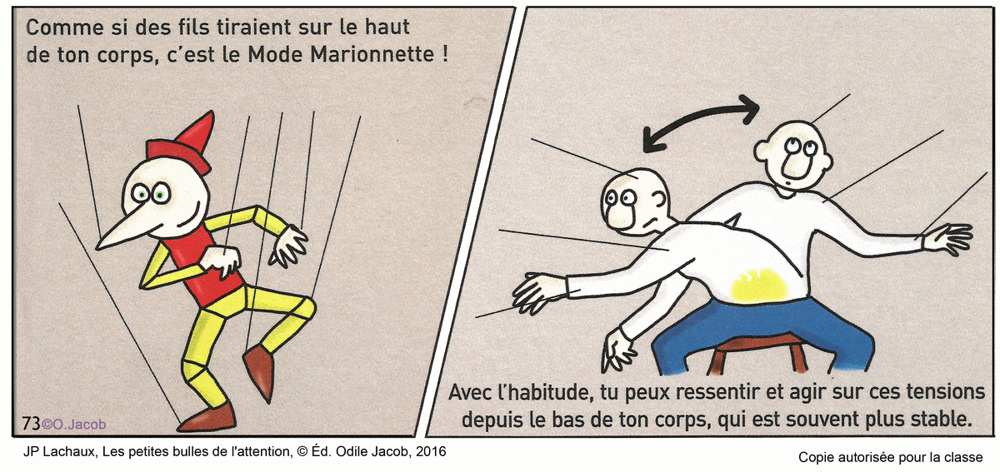 Comme si des fils tiraient sur le haut
de ton corps, c'est le Mode Marionnette !
Avec l'habitude, tu peux ressentir et agir sur ces tensions
depuis le bas de ton corps, qui est souvent plus stable.
73©O.Jacob
JP Lachaux, Les petites bulles de l'attention, © Éd. Odile Jacob, 2016
Copie autorisée pour la classe